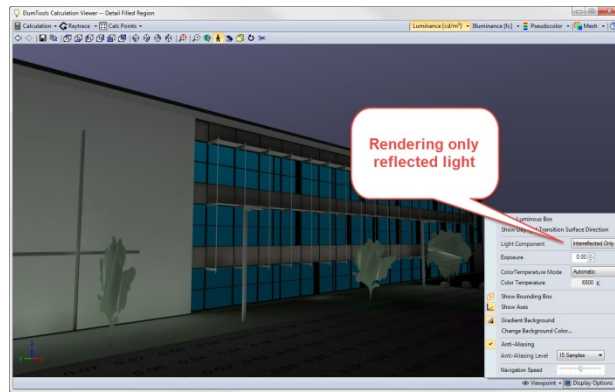 ElumTools Calculation Viewer -- Detail Filled Region
Calculation
Raytrace
Calc Points
Luminance [cd/m²]
Illuminance [fc]
Pseudocolor
Mesh
Rendering only
reflected light
Luminous Box
Show Daylight Transition Surface Direction
Light Component
Interreflected Only
Exposure
0.00
ColorTemperature Mode
Automatic
Color Temperature
6500 K
Show Bounding Box
Show Axes
Gradient Background
Change Background Color...
Anti-Aliasing
Anti-Aliasing Level
15 Samples
Navigation Speed
Viewpoint
Display Options